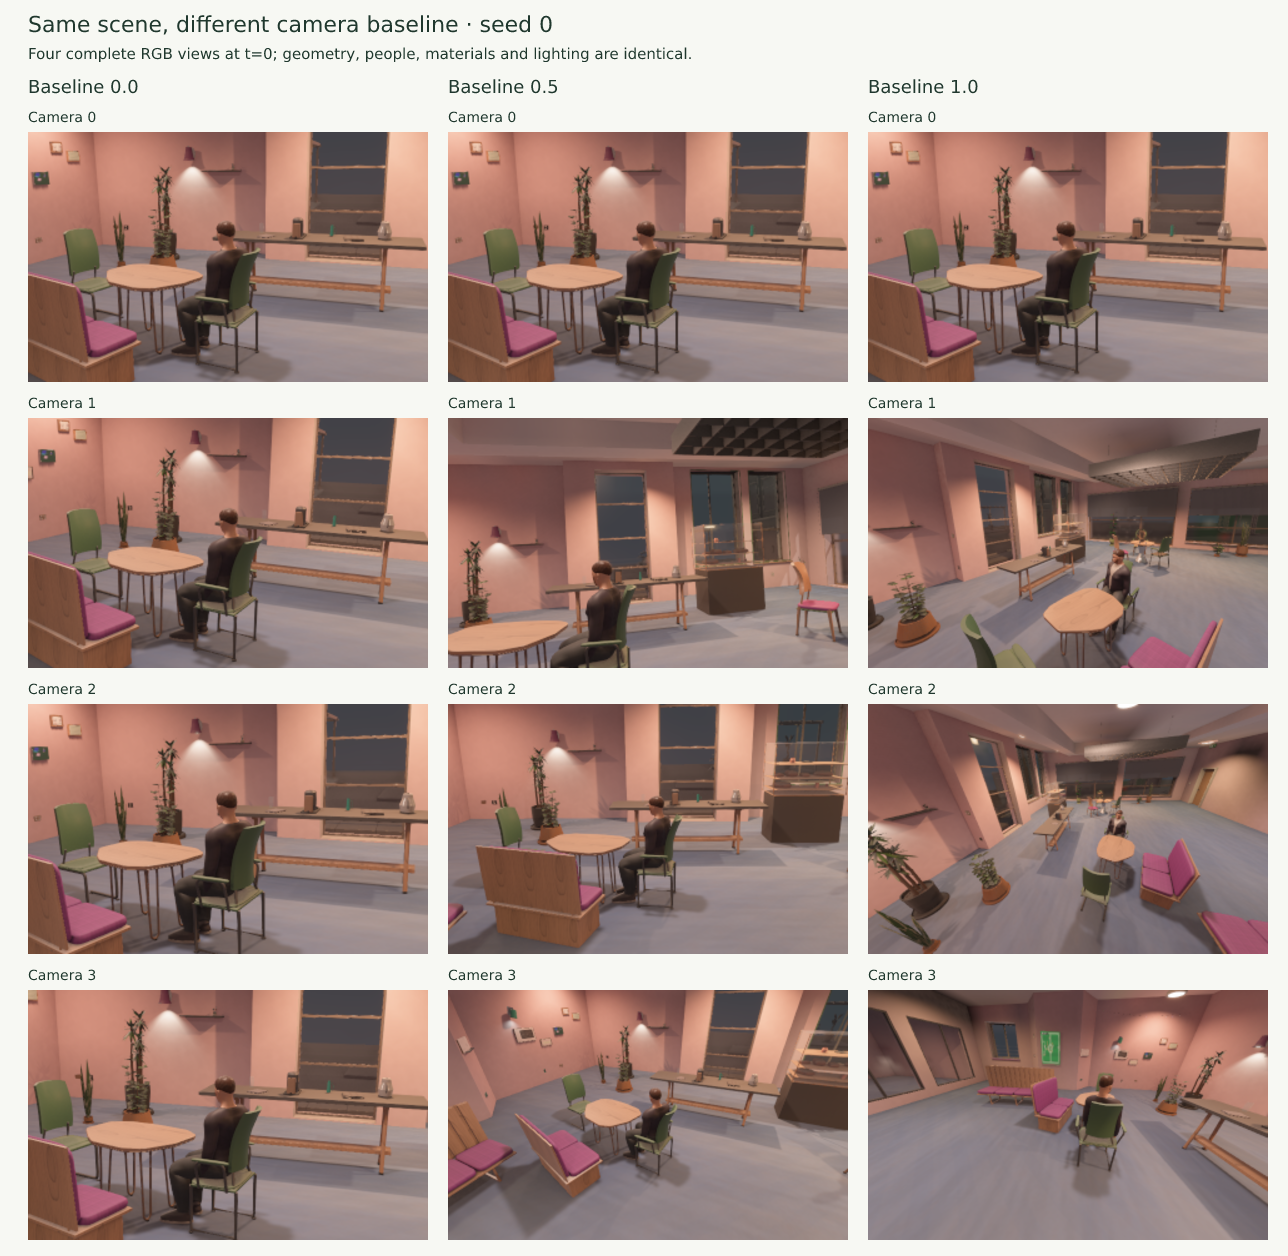 Same scene, different camera baseline · seed 0
Four complete RGB views at t=0; geometry, people, materials and lighting are identical.
Baseline 0.0
Baseline 0.5
Baseline 1.0
Camera 0
Camera 0
Camera 0
Camera 1
Camera 1
Camera 1
Camera 2
Camera 2
Camera 2
Camera 3
Camera 3
Camera 3